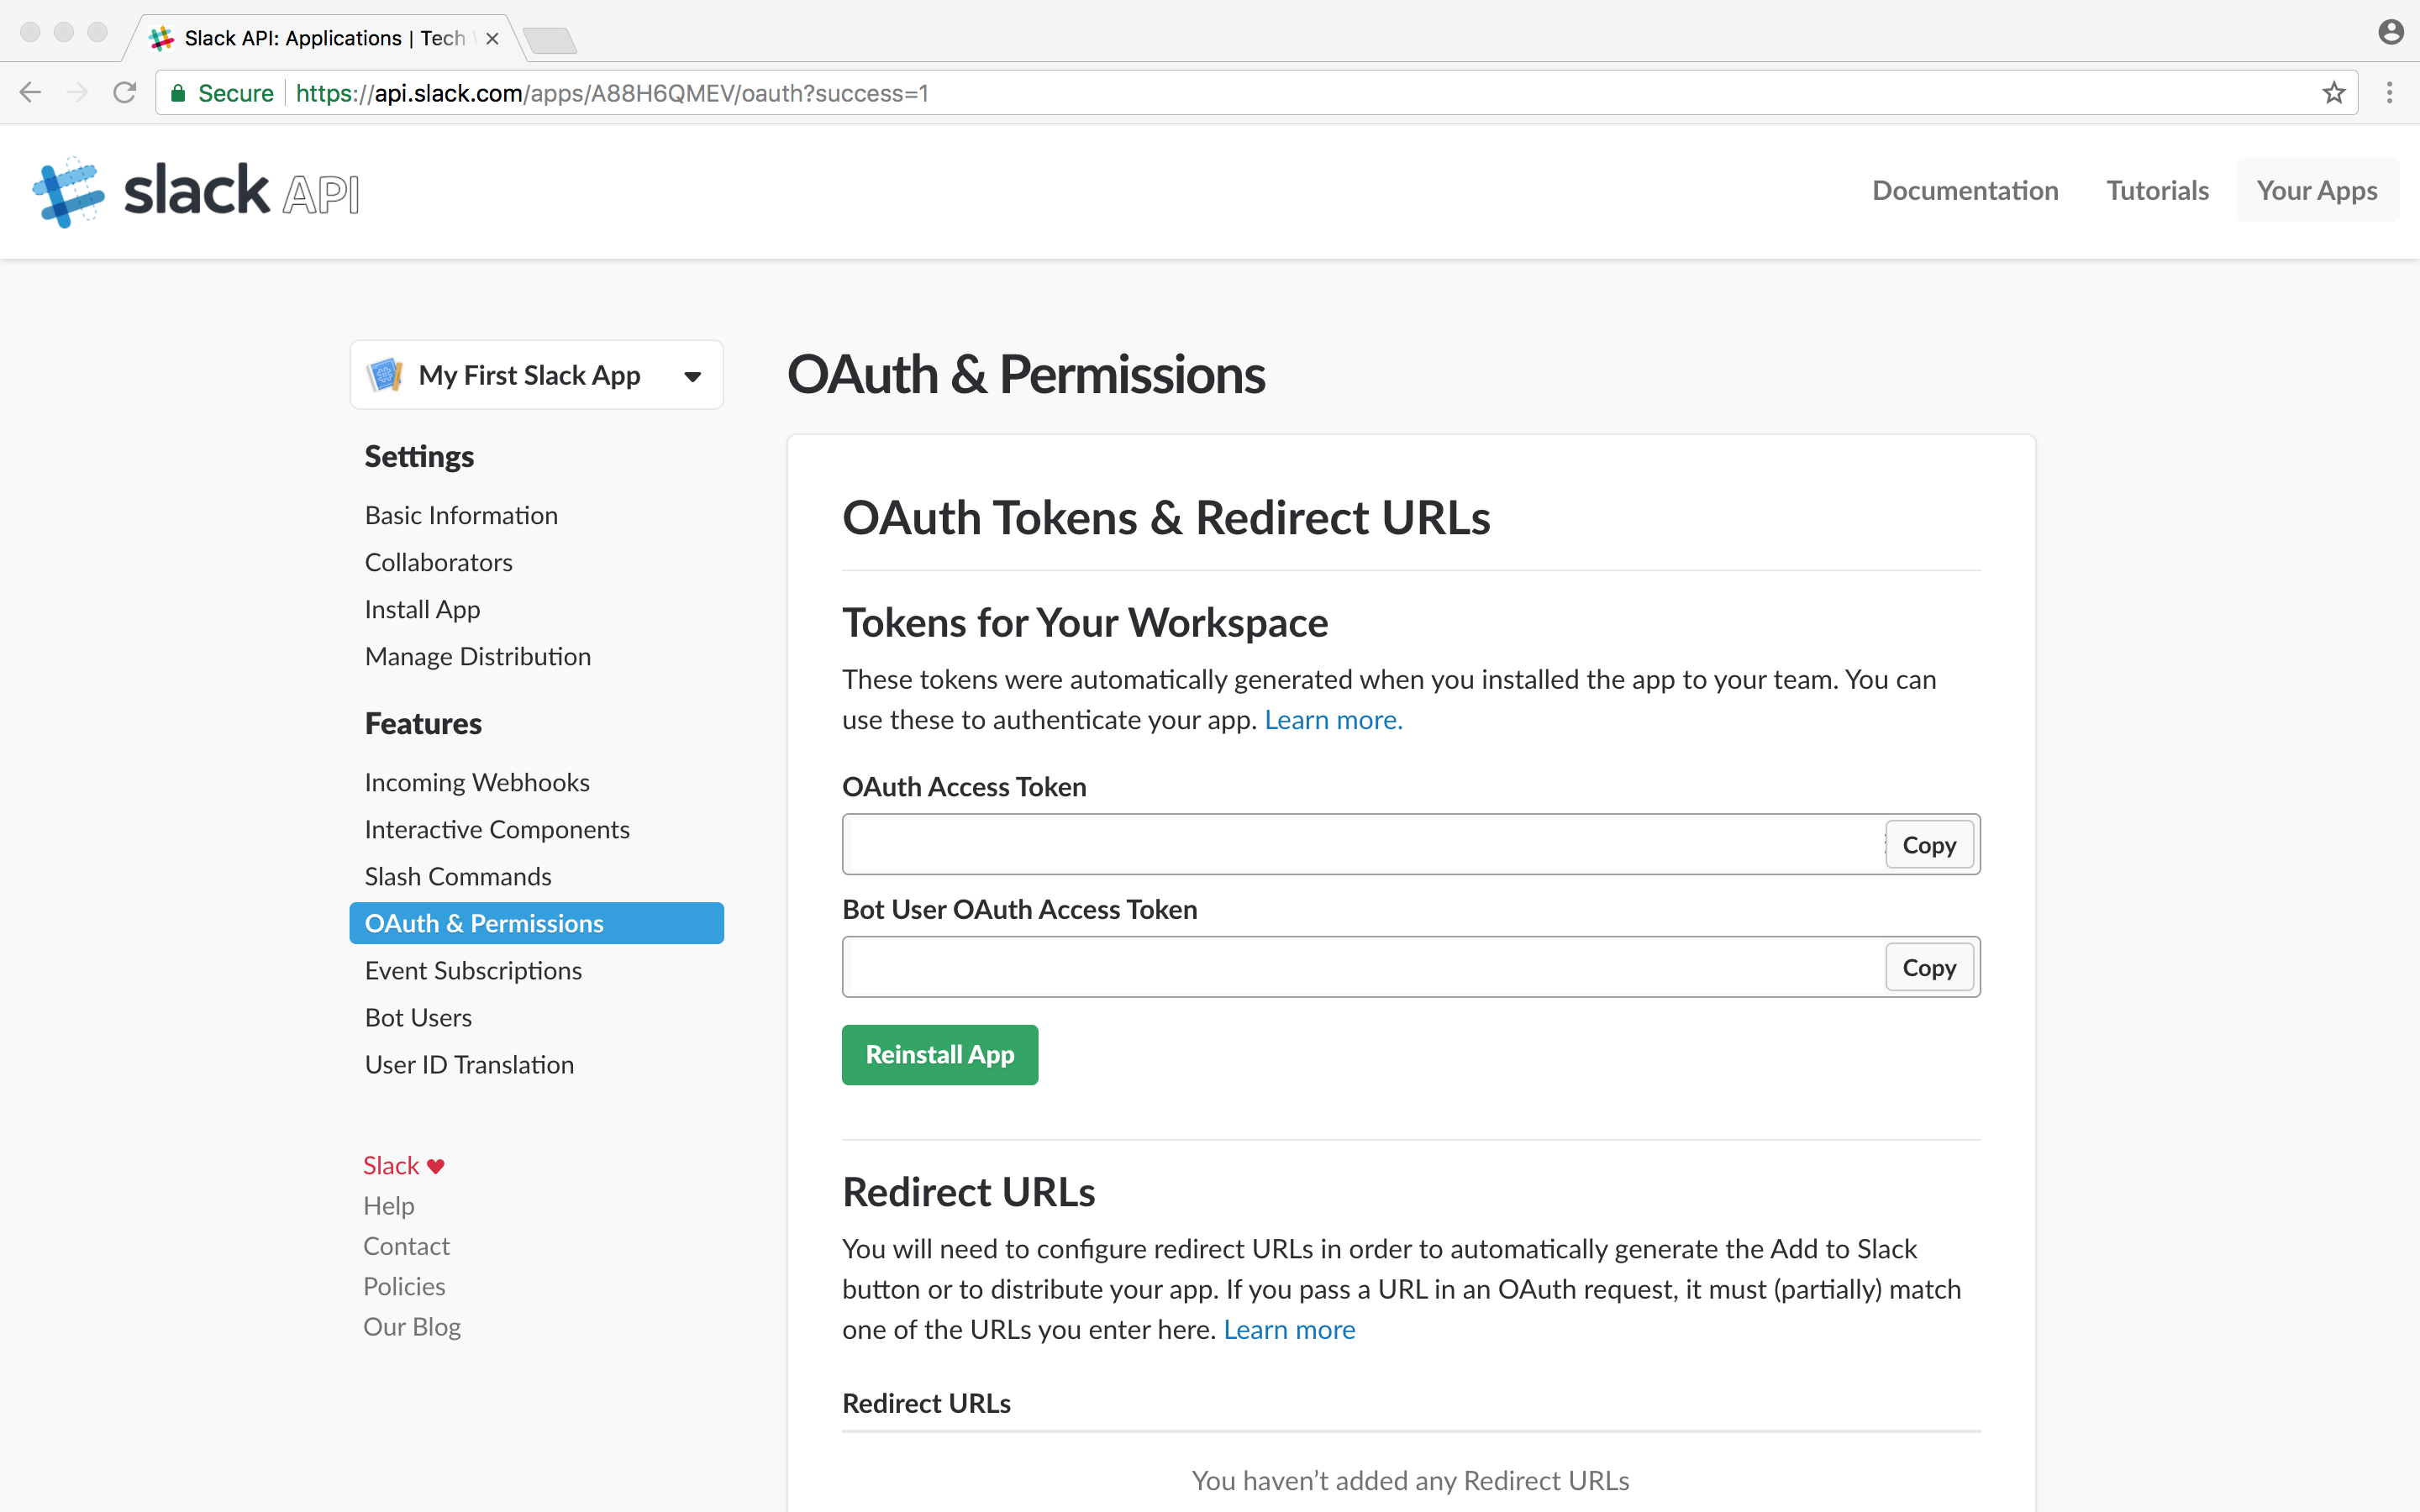 Slack API: Applications | Tech
Secure https://api.slack.com/apps/A88H6QMEV/oauth?success=1
slack API
Documentation Tutorials Your Apps
My First Slack App
Settings
Basic Information
Collaborators
Install App
Manage Distribution
Features
Incoming Webhooks
Interactive Components
Slash Commands
OAuth & Permissions
Event Subscriptions
Bot Users
User ID Translation
Slack ♥
Help
Contact
Policies
Our Blog
OAuth & Permissions
OAuth Tokens & Redirect URLs
Tokens for Your Workspace
These tokens were automatically generated when you installed the app to your team. You can
use these to authenticate your app. Learn more.
OAuth Access Token
Copy
Bot User OAuth Access Token
Copy
Reinstall App
Redirect URLs
You will need to configure redirect URLs in order to automatically generate the Add to Slack
button or to distribute your app. If you pass a URL in an OAuth request, it must (partially) match
one of the URLs you enter here. Learn more
Redirect URLs
You haven’t added any Redirect URLs